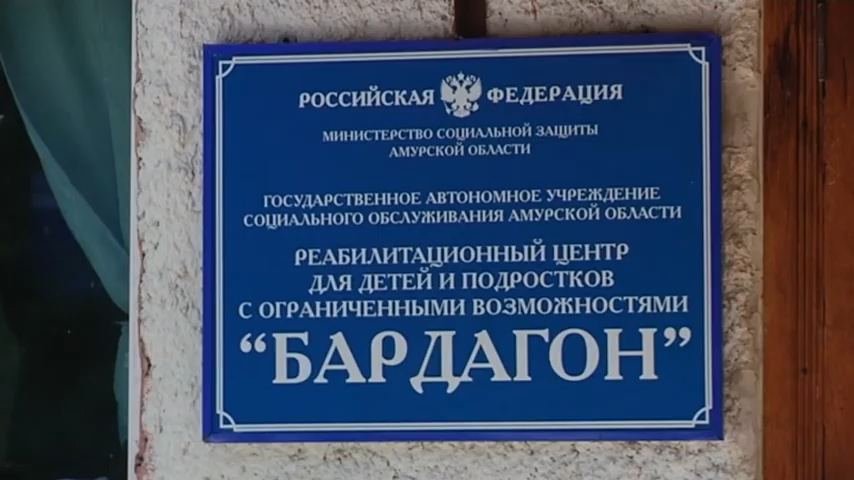 РОССИЙСКАЯ ФЕДЕРАЦИЯ
МИНИСТЕРСТВО СОЦИАЛЬНОЙ ЗАЩИТЫ
АМУРСКОЙ ОБЛАСТИ
ГОСУДАРСТВЕННОЕ АВТОНОМНОЕ УЧРЕЖДЕНИЕ
СОЦИАЛЬНОГО ОБСЛУЖИВАНИЯ АМУРСКОЙ ОБЛАСТИ
РЕАБИЛИТАЦИОННЫЙ ЦЕНТР
ДЛЯ ДЕТЕЙ И ПОДРОСТКОВ
С ОГРАНИЧЕННЫМИ ВОЗМОЖНОСТЯМИ
“БАРДАГОН”